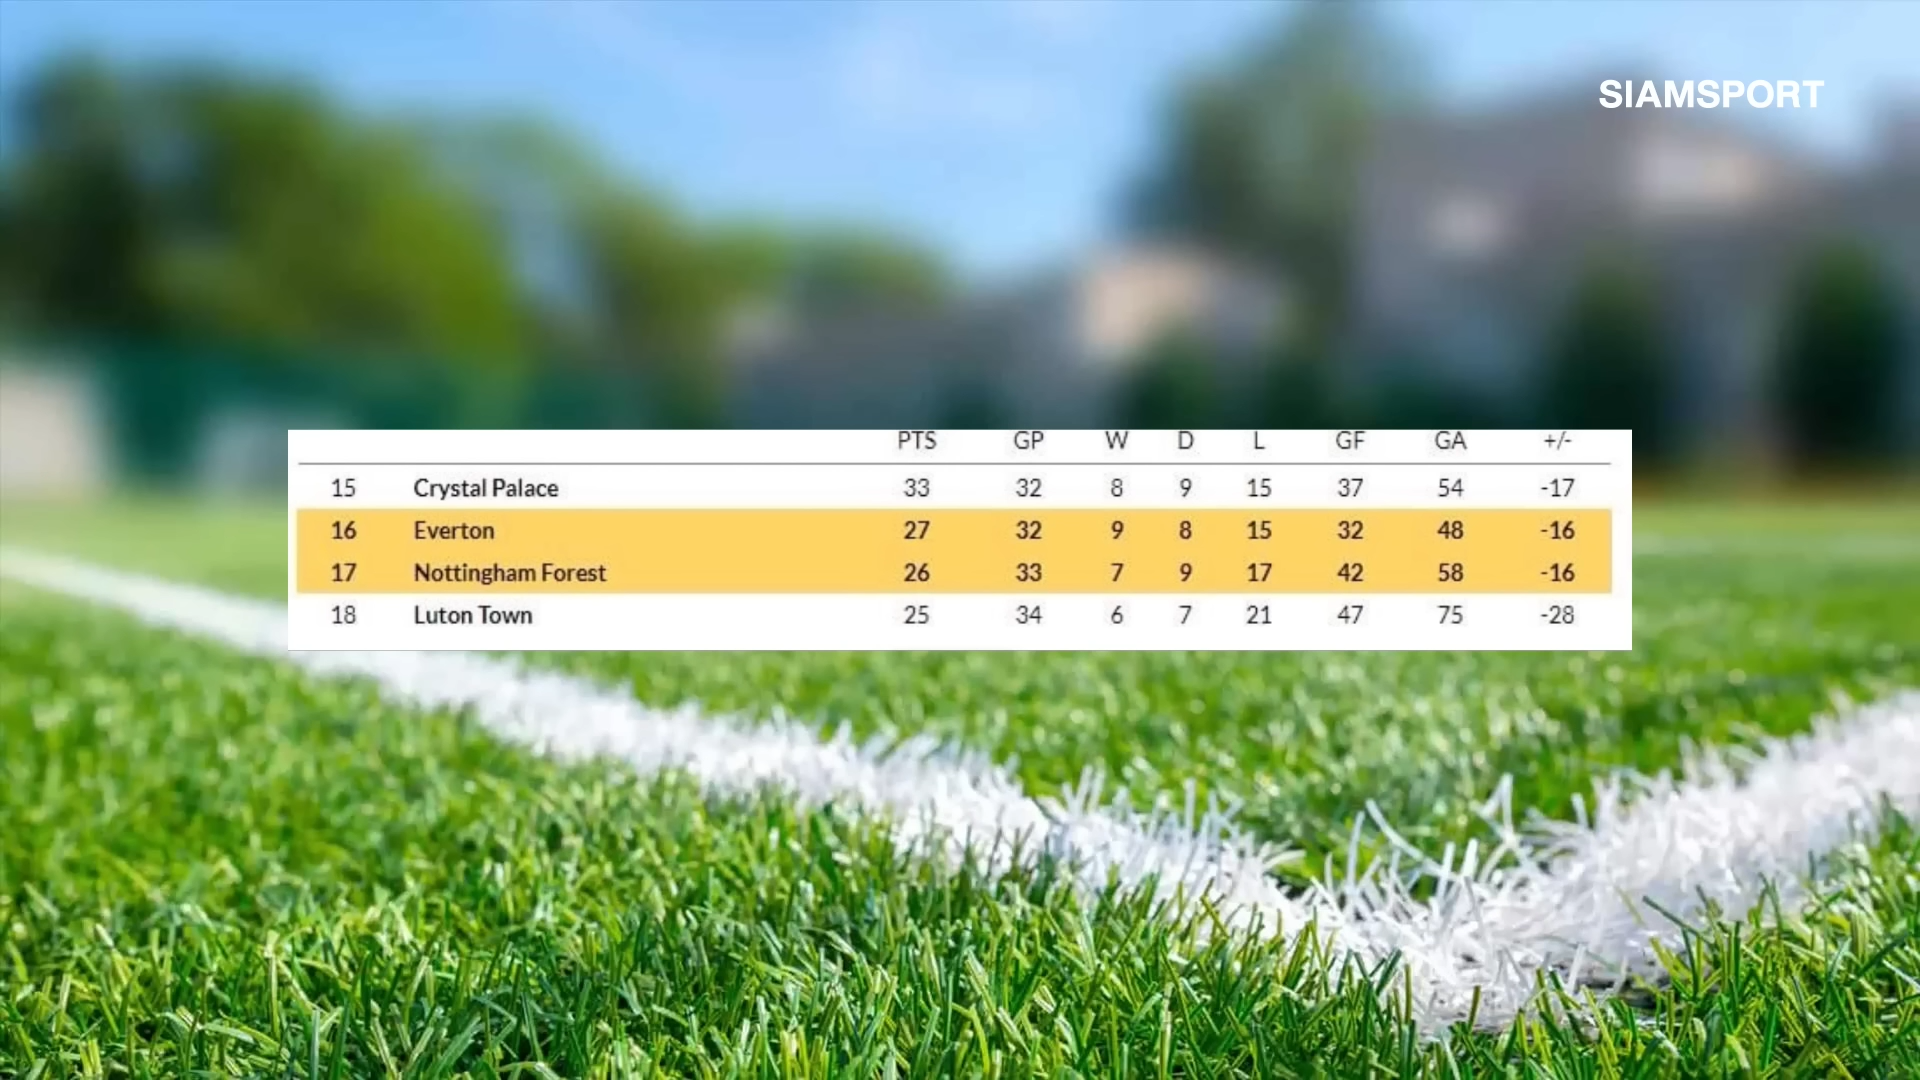 SIAMSPORT
PTS GP W D L GF GA +/-
15 Crystal Palace 33 32 8 9 15 37 54 -17
16 Everton 27 32 9 8 15 32 48 -16
17 Nottingham Forest 26 33 7 9 17 42 58 -16
18 Luton Town 25 34 6 7 21 47 75 -28